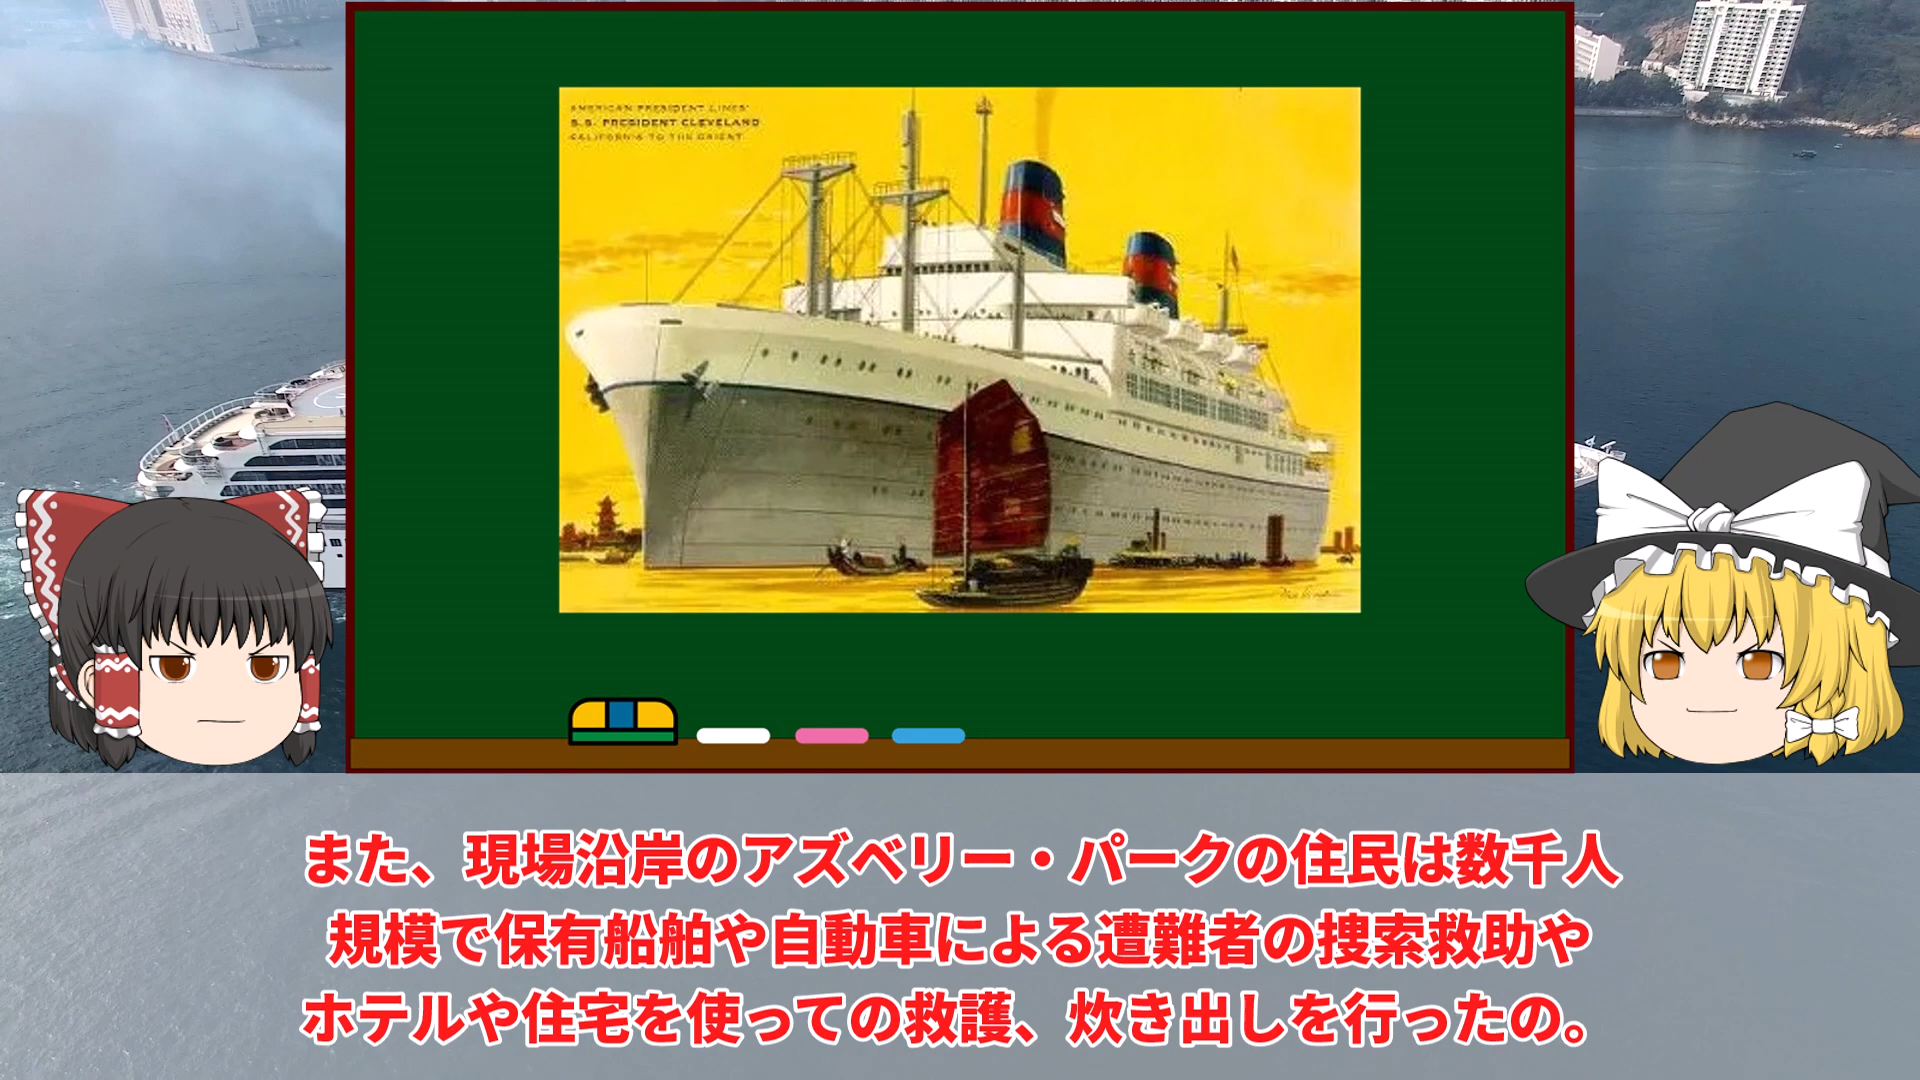 AMERICAN PRESIDENT LINES'
S.S. PRESIDENT CLEVELAND
CALIFORNIA TO THE ORIENT
また、現場沿岸のアズベリー・パークの住民は数千人
規模で保有船舶や自動車による遭難者の捜索救助や
ホテルや住宅を使っての救護、炊き出しを行ったの。